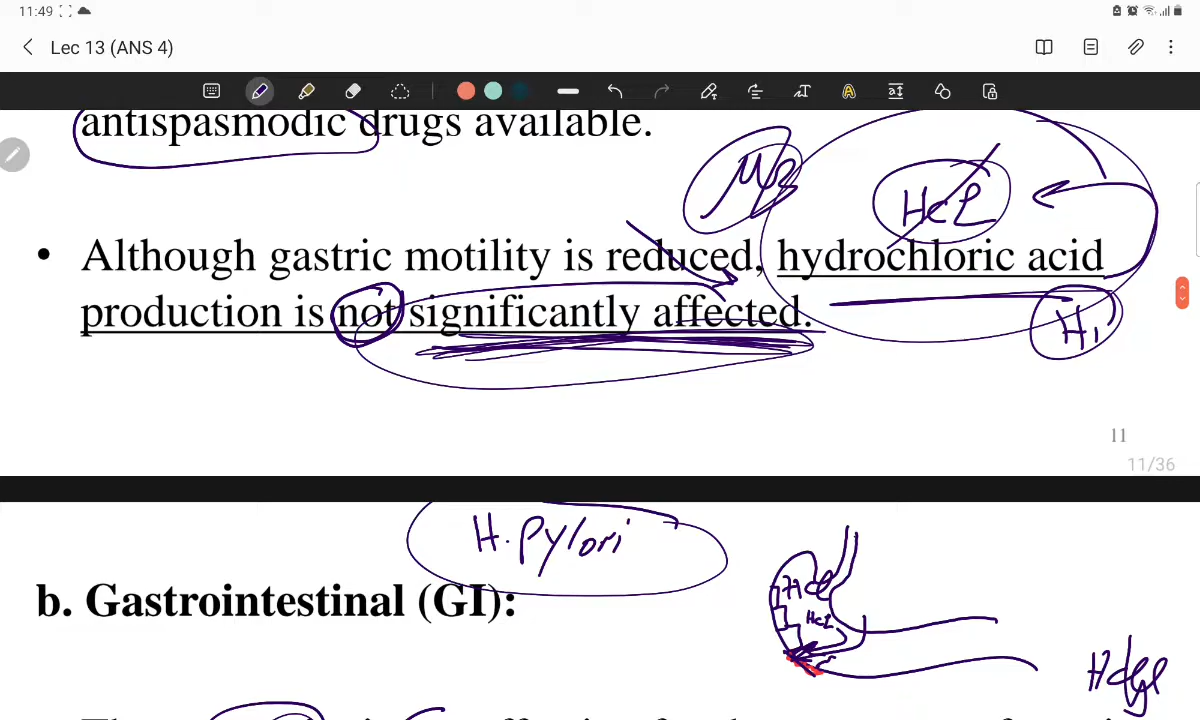 11:49
Lec 13 (ANS 4)
antispasmodic drugs available.
HCL
• Although gastric motility is reduced, hydrochloric acid
production is not significantly affected.
H1
11
11/36
H. Pylori
b. Gastrointestinal (GI):
HCL